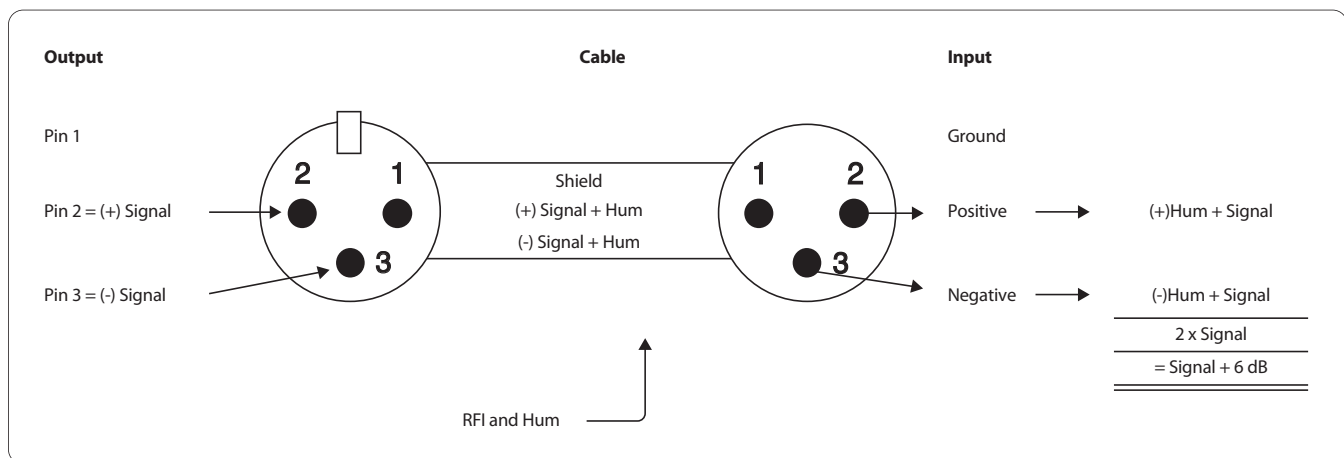 Output
Cable
Input
Pin 1
Ground
2 1
1 2
Shield
Pin 2 = (+) Signal
(+) Signal + Hum
Positive
(+)Hum + Signal
(-) Signal + Hum
3
3
Pin 3 = (-) Signal
Negative
(-)Hum + Signal
2 x Signal
= Signal + 6 dB
RFI and Hum